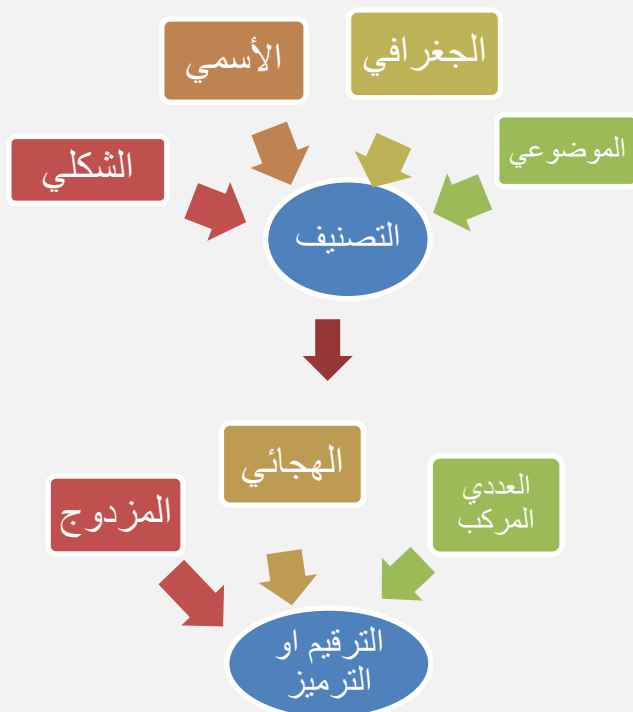 الجغرافي
الأسمي
الموضوعي
الشكلي
التصنيف
الهجائي
العددي
المركب
المزدوج
الترقيم او
الترميز